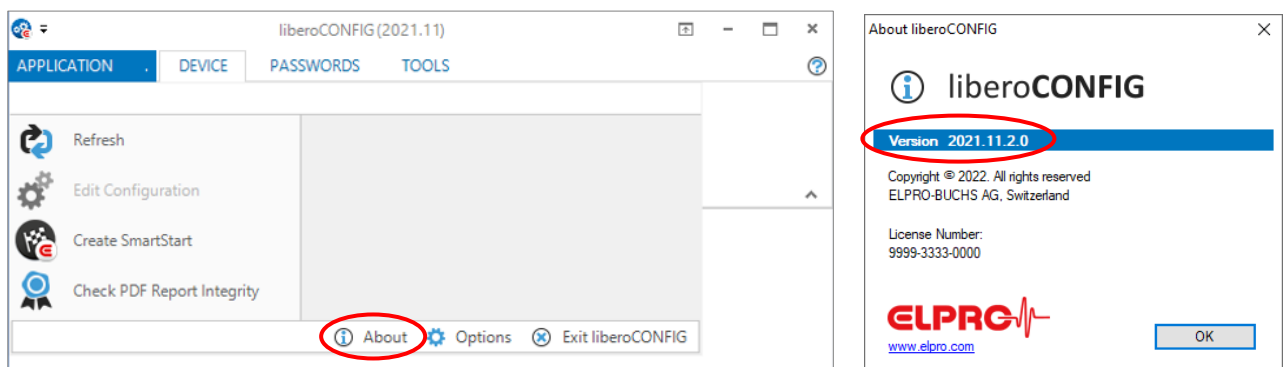 liberoCONFIG (2021.11)
APPLICATION . DEVICE PASSWORDS TOOLS
Refresh
Edit Configuration
Create SmartStart
Check PDF Report Integrity
About Options Exit liberoCONFIG
About liberoCONFIG
liberoCONFIG
Version 2021.11.2.0
Copyright © 2022. All rights reserved
ELPRO-BUCHS AG, Switzerland
License Number:
9999-3333-0000
ELPRO
www.elpro.com
OK